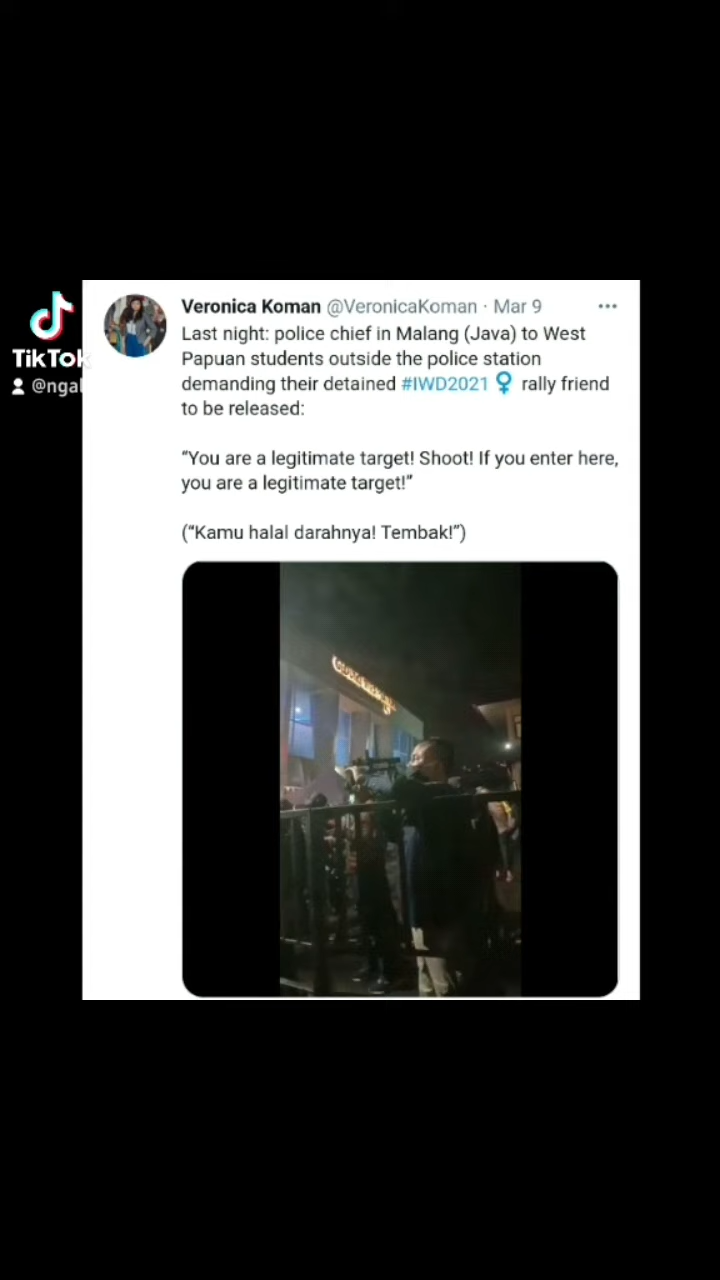 Veronica Koman @VeronicaKoman · Mar 9
Last night: police chief in Malang (Java) to West
Papuan students outside the police station
demanding their detained #IWD2021 rally friend
to be released:
“You are a legitimate target! Shoot! If you enter here,
you are a legitimate target!”
(“Kamu halal darahnya! Tembak!”)
TikTok